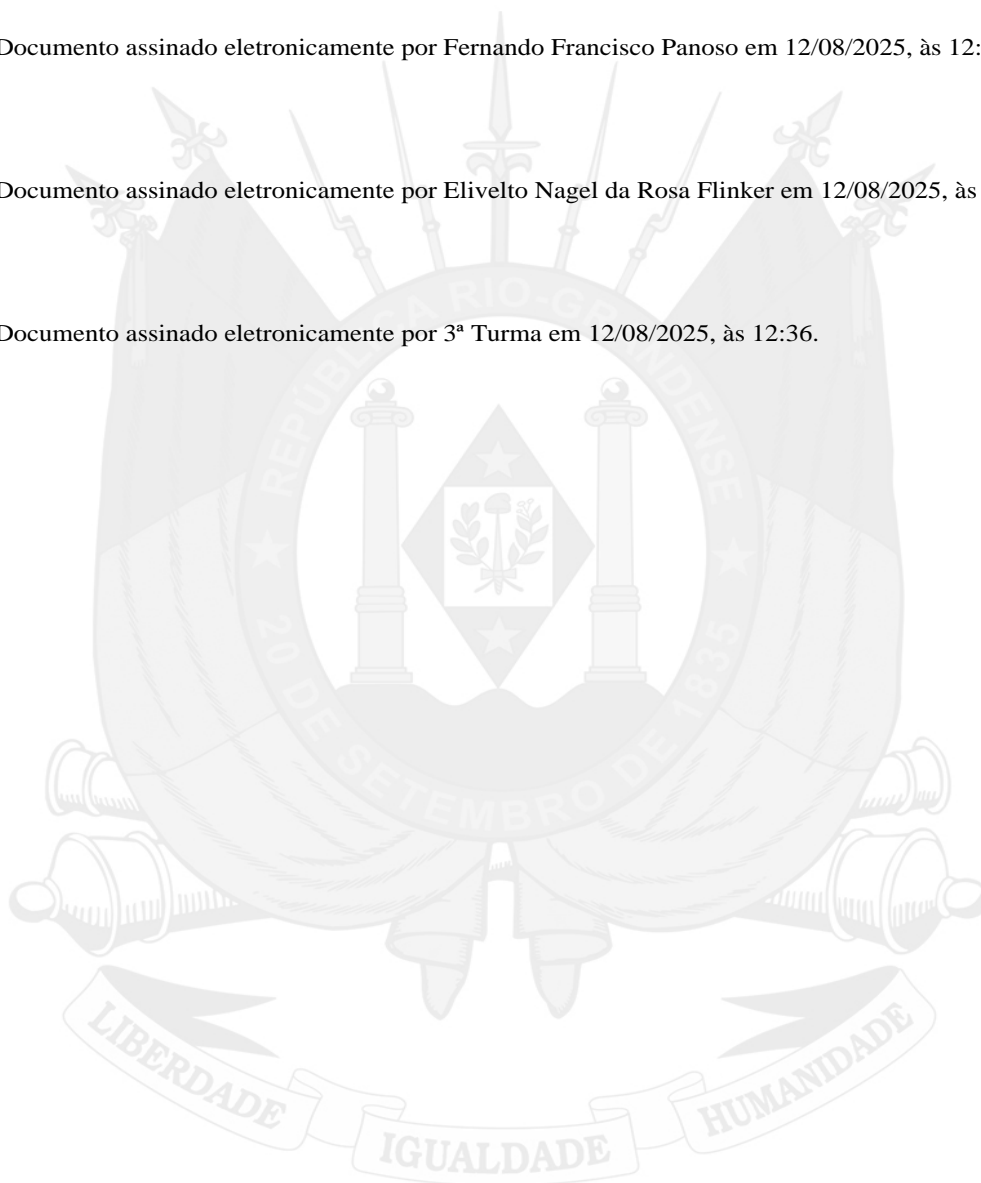 Documento assinado eletronicamente por Fernando Francisco Panoso em 12/08/2025, às 12:
Documento assinado eletronicamente por Elivelto Nagel da Rosa Flinker em 12/08/2025, às
Documento assinado eletronicamente por 3ª Turma em 12/08/2025, às 12:36.
REPÚBLICA RIO-GRANDENSE
20 DE SETEMBRO DE 1835
LIBERDADE
IGUALDADE
HUMANIDADE